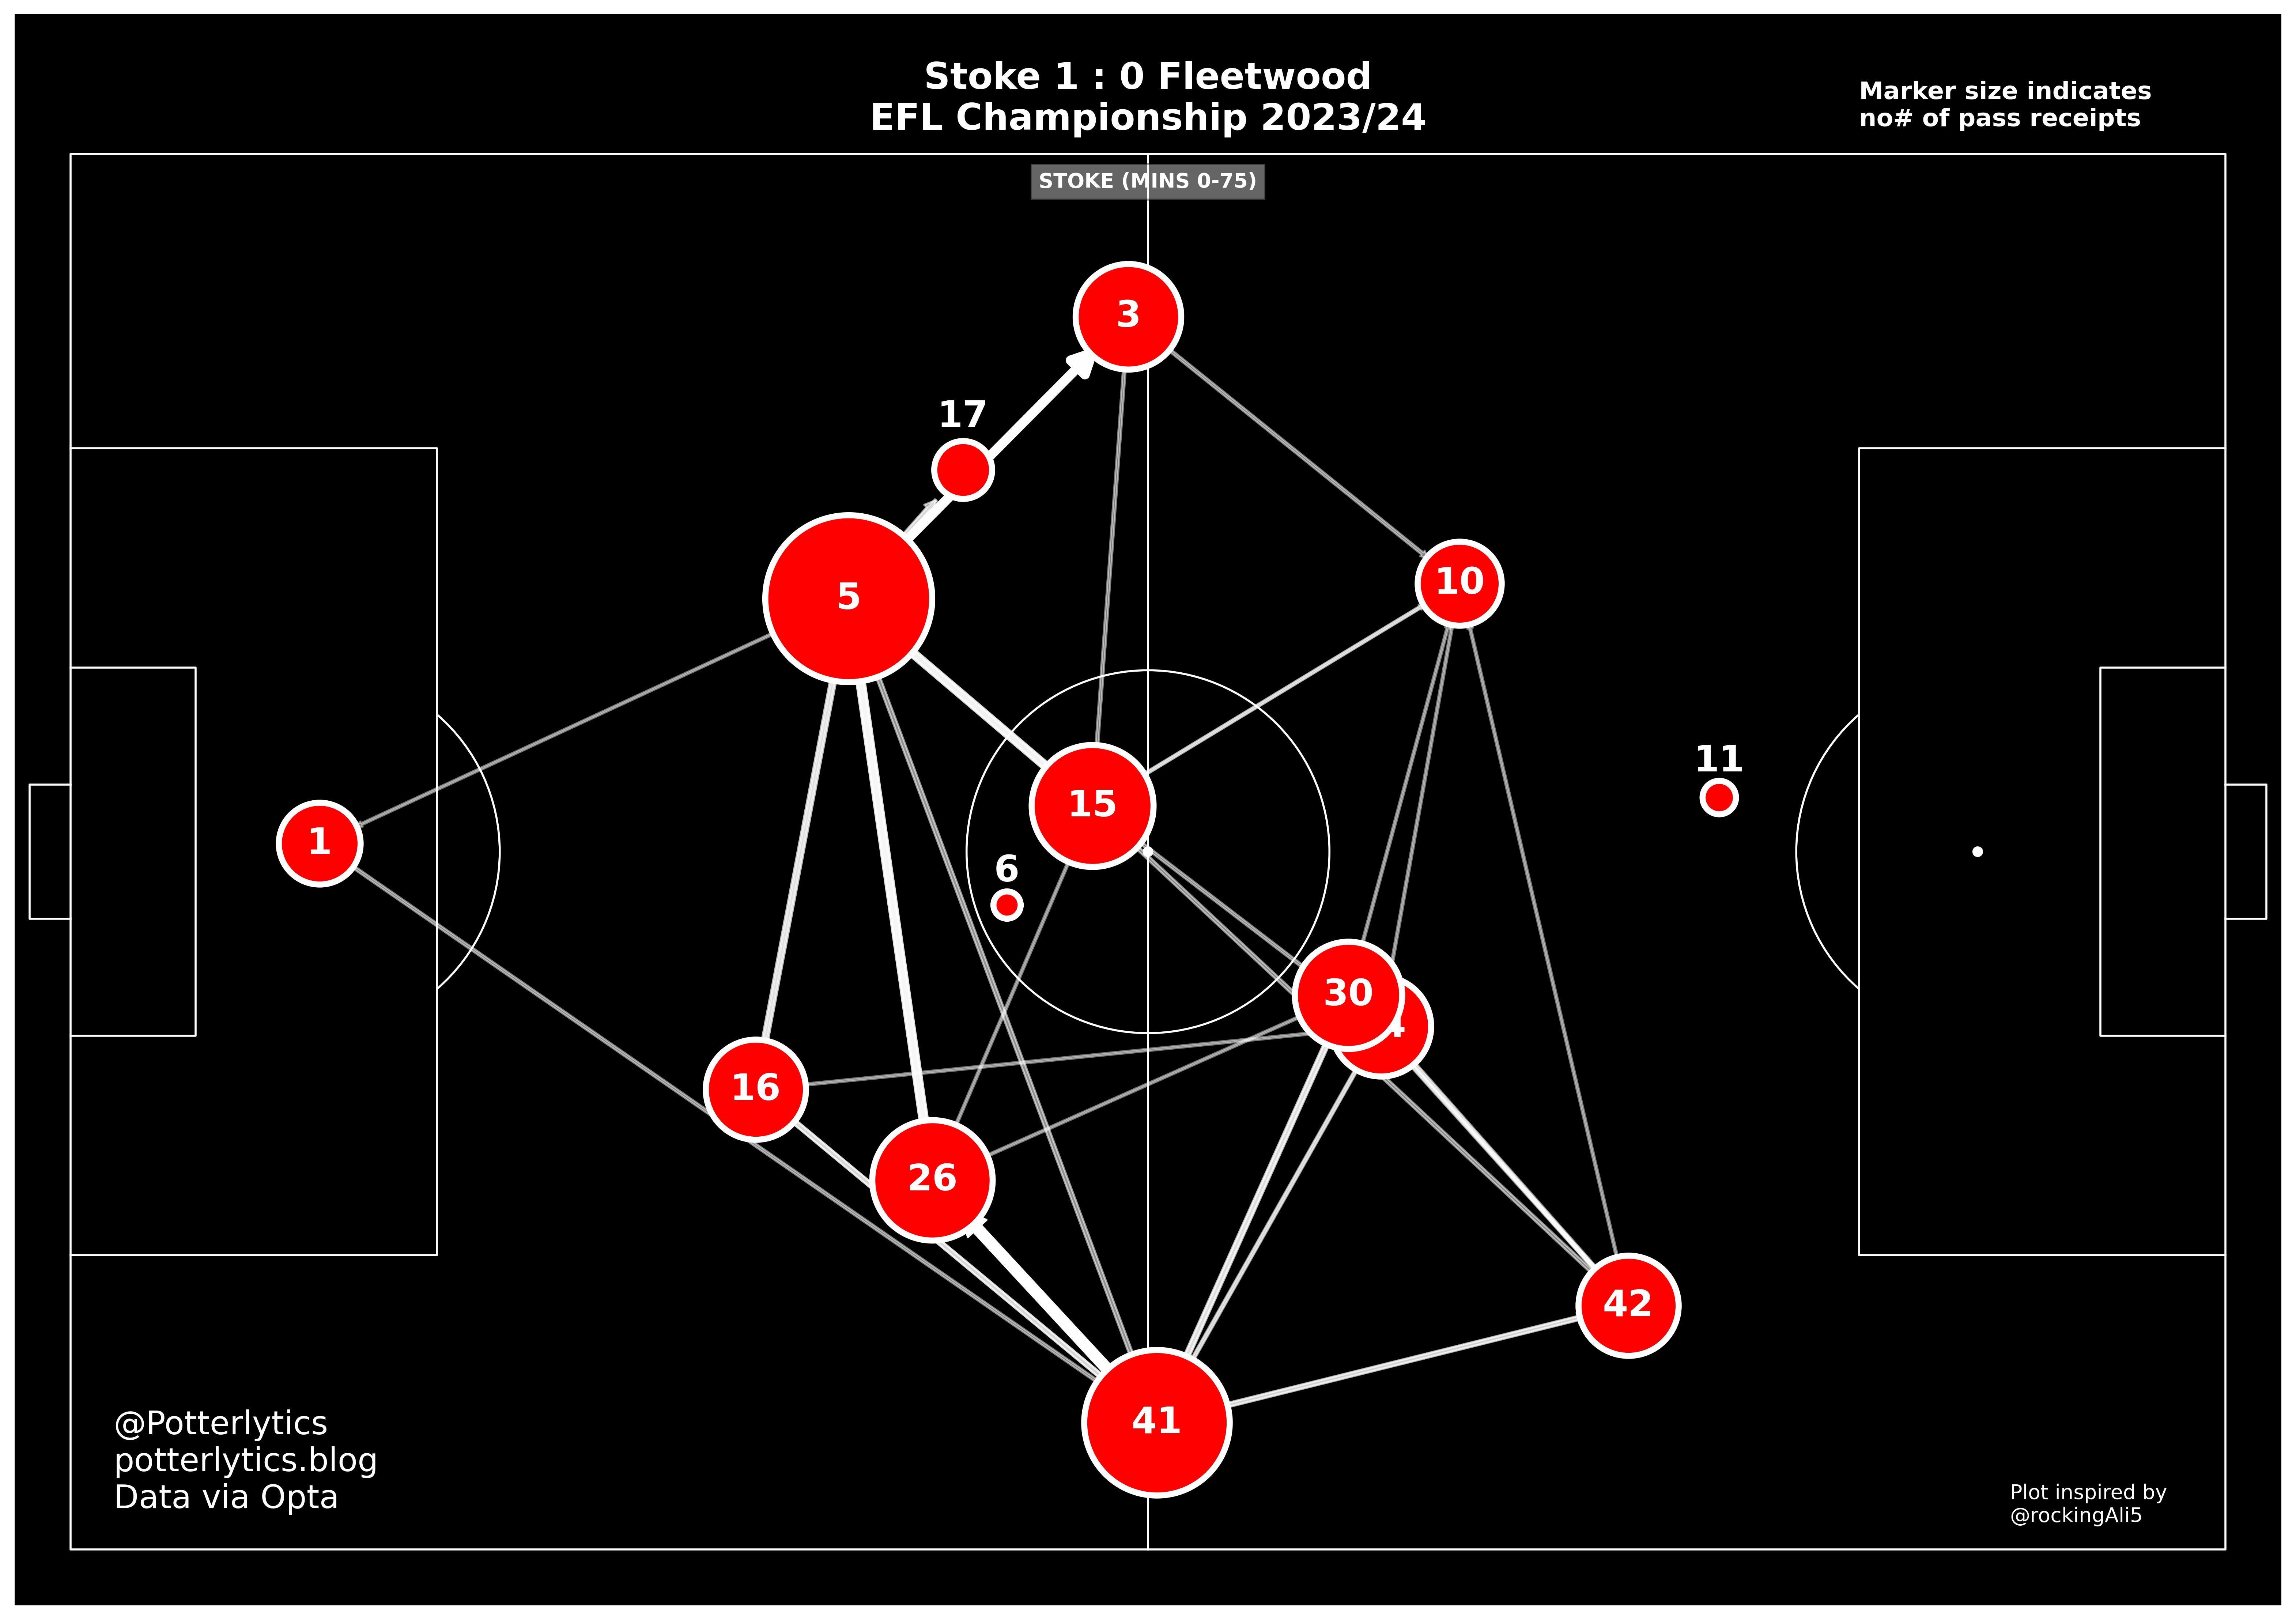 Stoke 1 : 0 Fleetwood
EFL Championship 2023/24
Marker size indicates
no# of pass receipts
STOKE (MINS 0-75)
3
17
10
5
11
15
1
6
30
4
16
26
42
41
@Potterlytics
potterlytics.blog
Data via Opta
Plot inspired by
@rockingAli5